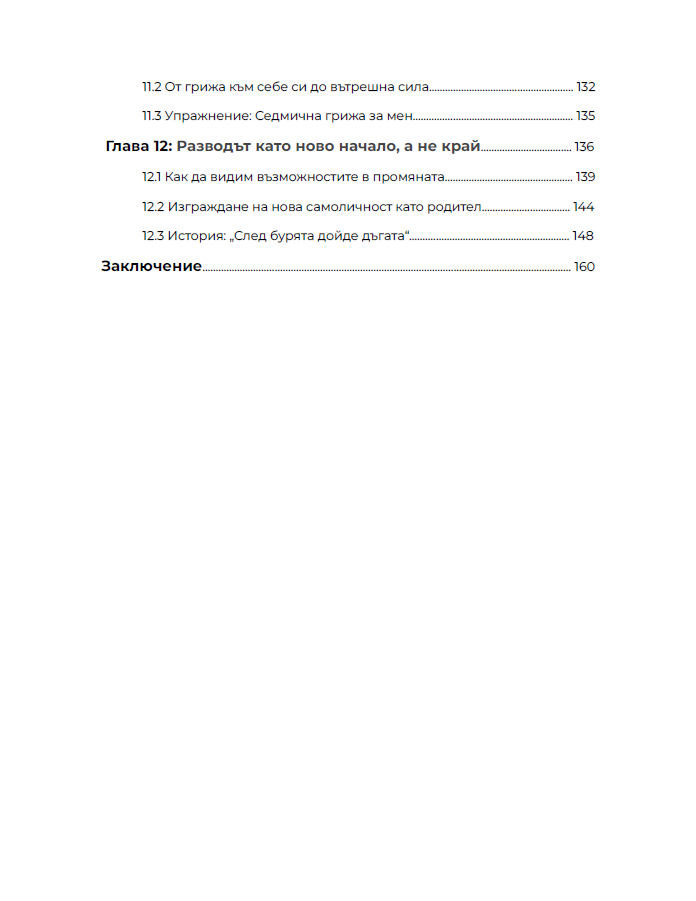 11.2 От грижа към себе си до вътрешна сила...................................................... 132
11.3 Упражнение: Седмична грижа за мен............................................................ 135
Глава 12: Разводът като ново начало, а не край.................................. 136
12.1 Как да видим възможностите в промяната................................................ 139
12.2 Изграждане на нова самоличност като родител................................. 144
12.3 История: „След бурята дойде дъгата“............................................................ 148
Заключение.......................................................................................................................................... 160